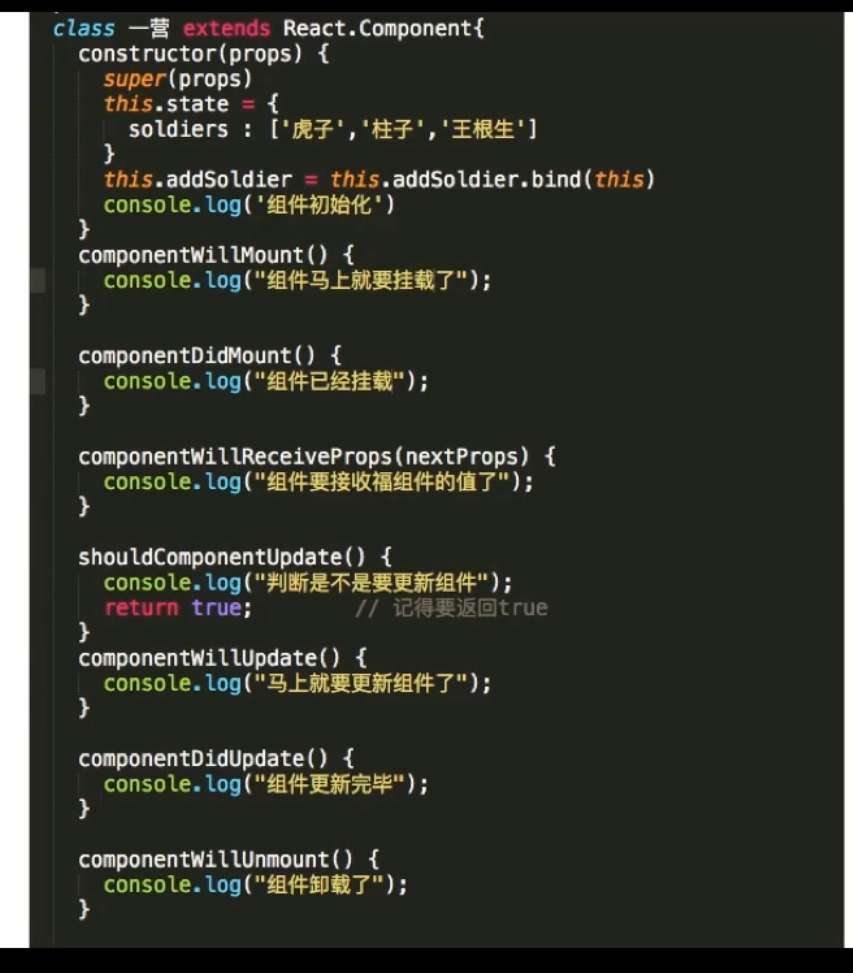 class 一营 extends React.Component{
constructor(props) {
super(props)
this.state = {
soldiers : ['虎子','柱子','王根生']
}
this.addSoldier = this.addSoldier.bind(this)
console.log('组件初始化')
}
componentWillMount() {
console.log("组件马上就要挂载了");
}
componentDidMount() {
console.log("组件已经挂载");
}
componentWillReceiveProps(nextProps) {
console.log("组件要接收福组件的值了");
}
shouldComponentUpdate() {
console.log("判断是不是要更新组件");
return true; // 记得要返回true
}
componentWillUpdate() {
console.log("马上就要更新组件了");
}
componentDidUpdate() {
console.log("组件更新完毕");
}
componentWillUnmount() {
console.log("组件卸载了");
}